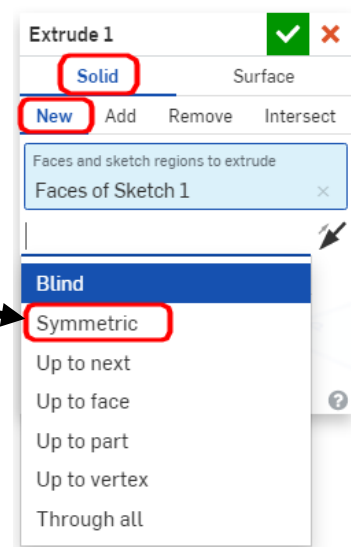 Extrude 1
Solid Surface
New Add Remove Intersect
Faces and sketch regions to extrude
Faces of Sketch 1
Blind
Symmetric
Up to next
Up to face
Up to part
Up to vertex
Through all